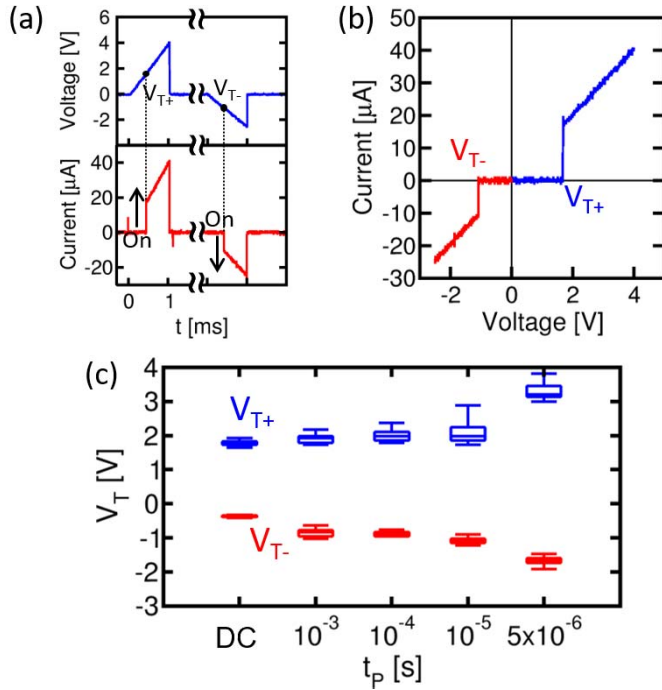 (a)
6
4
2
0
-2
Voltage [V]
V_T+
V_T-
40
20
0
-20
Current [μA]
On
On
0
1
t [ms]
(b)
50
40
30
20
10
0
-10
-20
-30
Current [μA]
V_T-
V_T+
-2 0 2 4
Voltage [V]
(c)
4
3
2
1
0
-1
-2
-3
V_T [V]
V_T+
V_T-
DC 10^-3 10^-4 10^-5 5x10^-6
t_P [s]